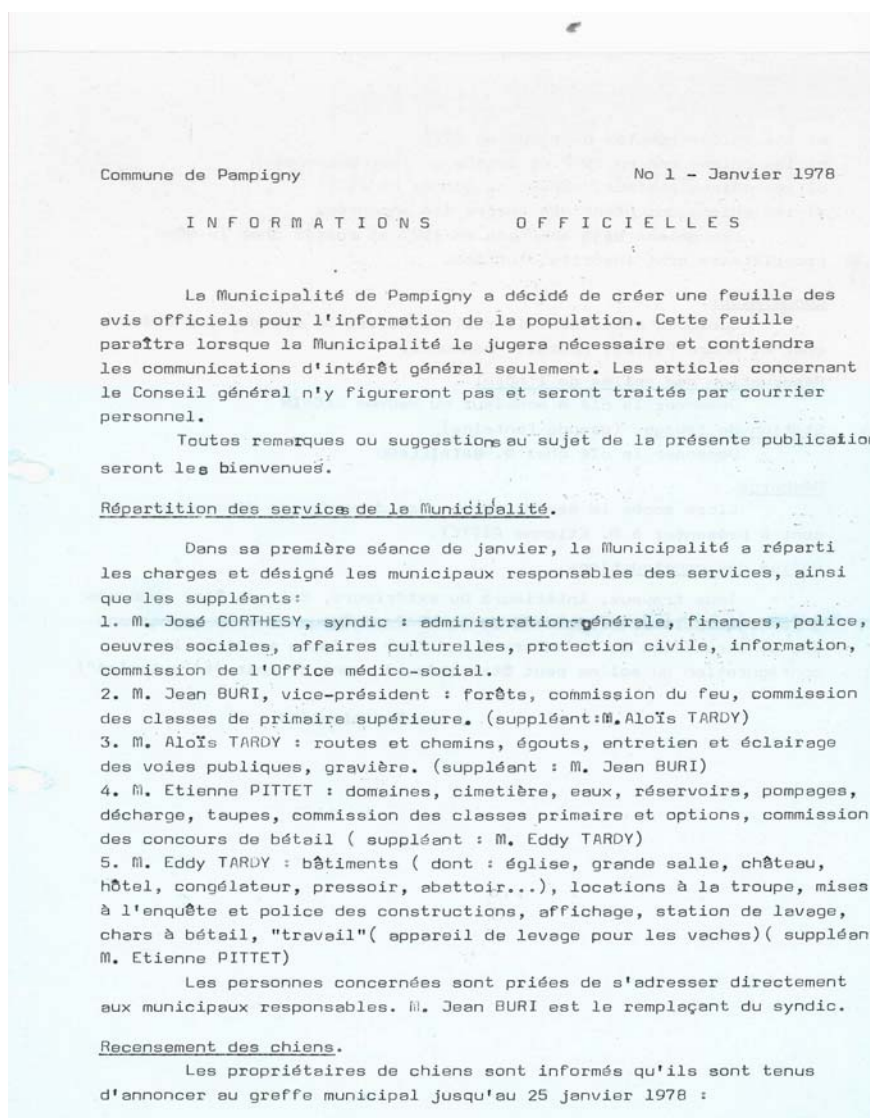 Commune de Pampigny No 1 - Janvier 1978
INFORMATIONS OFFICIELLES
La Municipalité de Pampigny a décidé de créer une feuille des
avis officiels pour l'information de la population. Cette feuille
paraîtra lorsque la Municipalité le jugera nécessaire et contiendra
les communications d'intérêt général seulement. Les articles concernant
le Conseil général n'y figureront pas et seront traités par courrier
personnel.
Toutes remarques ou suggestions au sujet de la présente publication
seront les bienvenues.
Répartition des services de la Municipalité.
Dans sa première séance de janvier, la Municipalité a réparti
les charges et désigné les municipaux responsables des services, ainsi
que les suppléants:
1. M. José CORTHESY, syndic : administration générale, finances, police,
oeuvres sociales, affaires culturelles, protection civile, information,
commission de l'Office médico-social.
2. M. Jean BURI, vice-président : forêts, commission du feu, commission
des classes de primaire supérieure. (suppléant:M. Aloïs TARDY)
3. M. Aloïs TARDY : routes et chemins, égouts, entretien et éclairage
des voies publiques, gravière. (suppléant : M. Jean BURI)
4. M. Etienne PITTET : domaines, cimetière, eaux, réservoirs, pompages,
décharge, taupes, commission des classes primaire et options, commission
des concours de bétail ( suppléant : M. Eddy TARDY)
5. M. Eddy TARDY : bâtiments ( dont : église, grande salle, château,
hôtel, congélateur, pressoir, abattoir...), locations à la troupe, mises
à l'enquête et police des constructions, affichage, station de lavage,
chars à bétail, "travail"( appareil de levage pour les vaches)( suppléan
M. Etienne PITTET)
Les personnes concernées sont priées de s'adresser directement
aux municipaux responsables. M. Jean BURI est le remplaçant du syndic.
Recensement des chiens.
Les propriétaires de chiens sont informés qu'ils sont tenus
d'annoncer au greffe municipal jusqu'au 25 janvier 1978 :